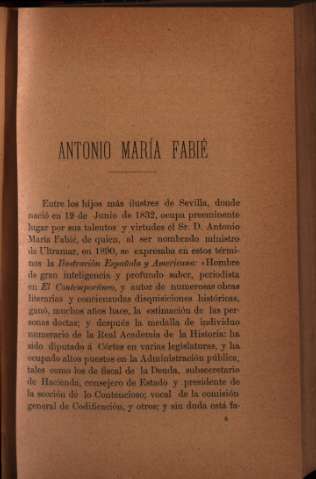 ANTONIO MARÍA FABIÉ
Entre los hijos más ilustres de Sevilla, donde
nació en 19 de Junio de 1832, ocupa preeminente
lugar por sus talentos y virtudes el Sr. D. Antonio
María Fabié, de quien, al ser nombrado ministro
de Ultramar, en 1890, se expresaba en estos térmi-
nos la Ilustración Española y Americana: «Hombre
de gran inteligencia y profundo saber, periodista
en El Contemporáneo, y autor de numerosas obras
literarias y concienzudas disquisiciones históricas,
ganó, muchos años hace, la estimación de las per-
sonas doctas; y después la medalla de individuo
numerario de la Real Academia de la Historia; ha
sido diputado á Córtes en varias legislaturas, y ha
ocupado altos puestos en la Administración pública,
tales como los de fiscal de la Deuda, subsecretario
de Hacienda, consejero de Estado y presidente de
la sección de lo Contencioso; vocal de la comisión
general de Codificación, y otros; y sin duda está fa-